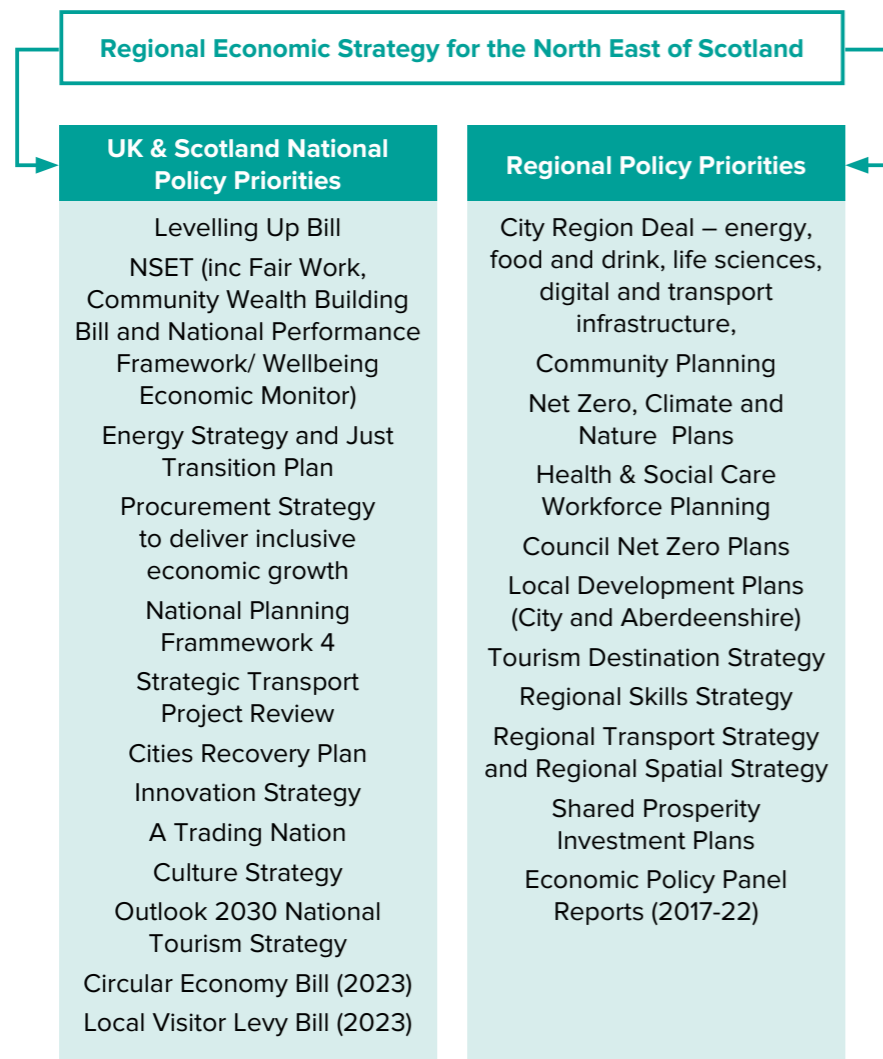 Regional Economic Strategy for the North East of Scotland
UK & Scotland National
Policy Priorities
Levelling Up Bill
NSET (inc Fair Work,
Community Wealth Building
Bill and National Performance
Framework/ Wellbeing
Economic Monitor)
Energy Strategy and Just
Transition Plan
Procurement Strategy
to deliver inclusive
economic growth
National Planning
Frammework 4
Strategic Transport
Project Review
Cities Recovery Plan
Innovation Strategy
A Trading Nation
Culture Strategy
Outlook 2030 National
Tourism Strategy
Circular Economy Bill (2023)
Local Visitor Levy Bill (2023)
Regional Policy Priorities
City Region Deal – energy,
food and drink, life sciences,
digital and transport
infrastructure,
Community Planning
Net Zero, Climate and
Nature Plans
Health & Social Care
Workforce Planning
Council Net Zero Plans
Local Development Plans
(City and Aberdeenshire)
Tourism Destination Strategy
Regional Skills Strategy
Regional Transport Strategy
and Regional Spatial Strategy
Shared Prosperity
Investment Plans
Economic Policy Panel
Reports (2017-22)